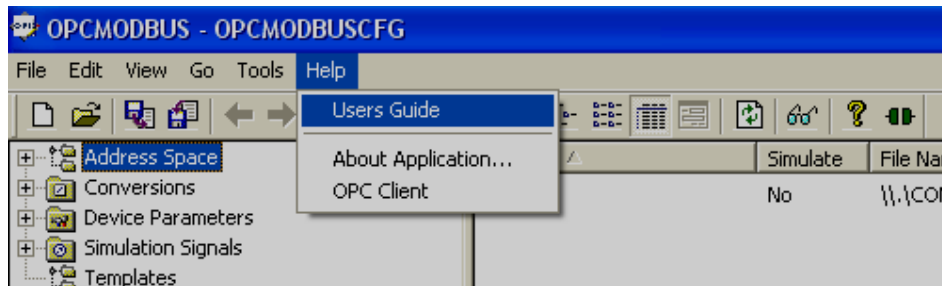 OPCMODBUS - OPCMODBUSCFG
File Edit View Go Tools Help
Users Guide
About Application...
OPC Client
Address Space
Conversions
Device Parameters
Simulation Signals
Templates
Simulate File Na
No \\.\COM